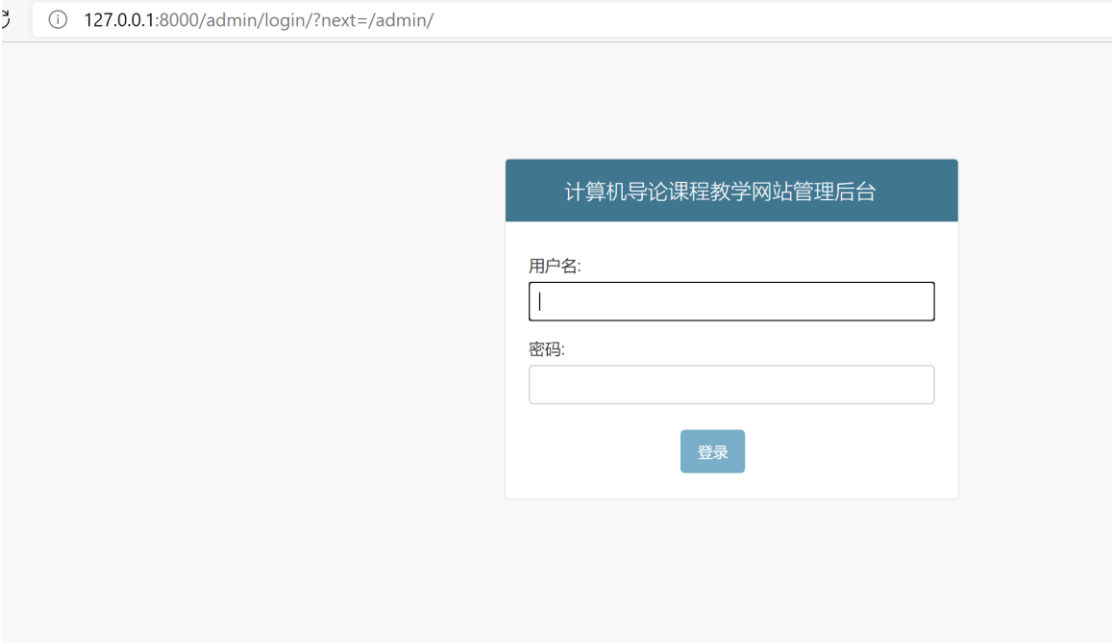 127.0.0.1:8000/admin/login/?next=/admin/
计算机导论课程教学网站管理后台
用户名:
密码:
登录